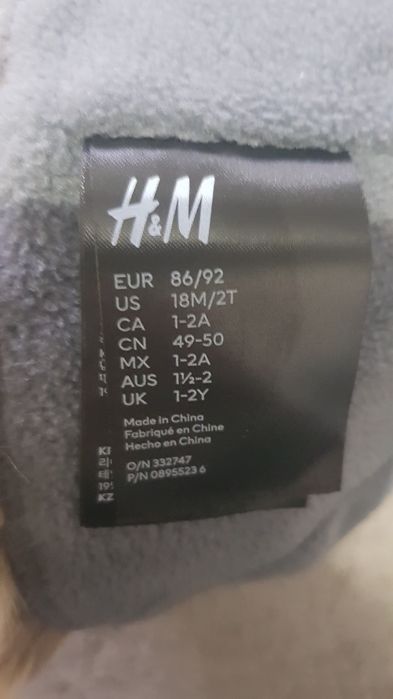 H&M
EUR 86/92
US 18M/2T
CA 1-2A
CN 49-50
MX 1-2A
AUS 1½-2
UK 1-2Y
Made in China
Fabriqué en Chine
Hecho en China
O/N 332747
P/N 0895523 6
KZ